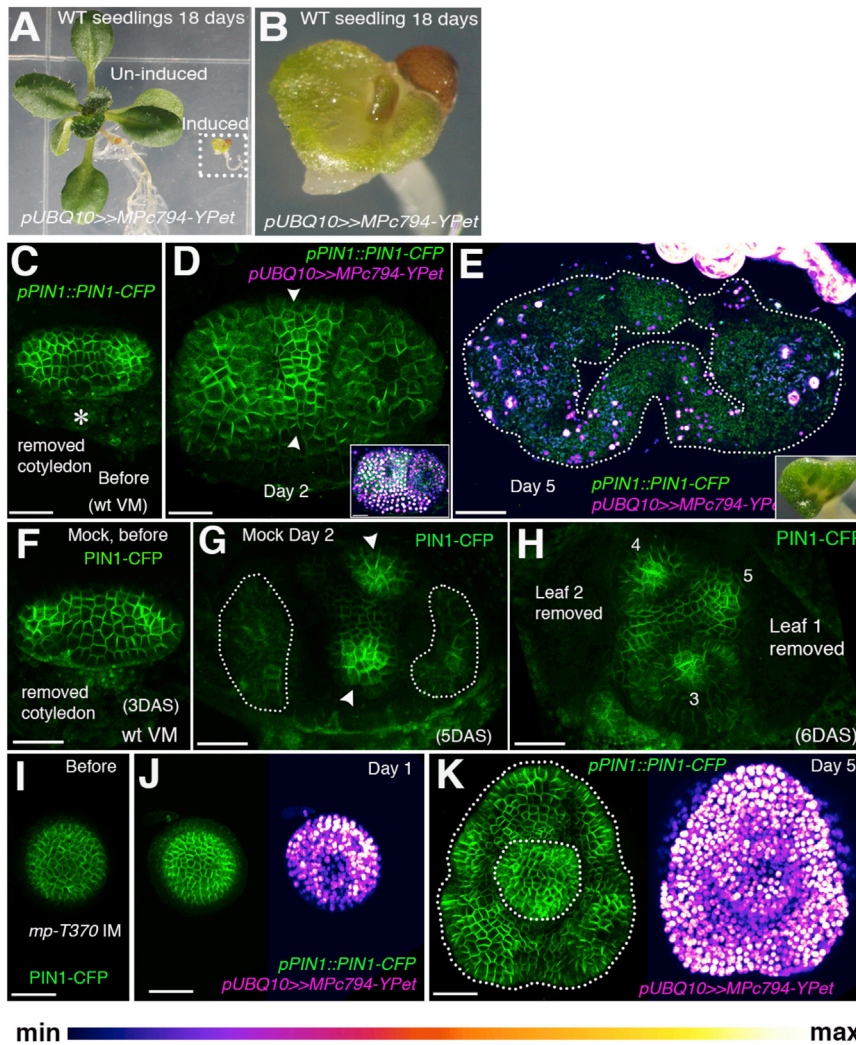 A
WT seedlings 18 days
Un-induced
Induced
pUBQ10>>MPc794-YPet
B
WT seedling 18 days
pUBQ10>>MPc794-YPet
C
pPIN1::PIN1-CFP
*
removed
cotyledon
Before
(wt VM)
D
pPIN1::PIN1-CFP
pUBQ10>>MPc794-YPet
Day 2
E
Day 5
pPIN1::PIN1-CFP
pUBQ10>>MPc794-YPe
F
Mock, before
PIN1-CFP
removed
cotyledon
(3DAS)
wt VM
G
Mock Day 2
PIN1-CFP
(5DAS)
H
PIN1-CFP
4
5
Leaf 2
removed
Leaf 1
removed
3
(6DAS)
I
Before
mp-T370 IM
PIN1-CFP
J
Day 1
pPIN1::PIN1-CFP
pUBQ10>>MPc794-YPet
K
pPIN1::PIN1-CFP
Day 5
pUBQ10>>MPc794-YPet
min
max